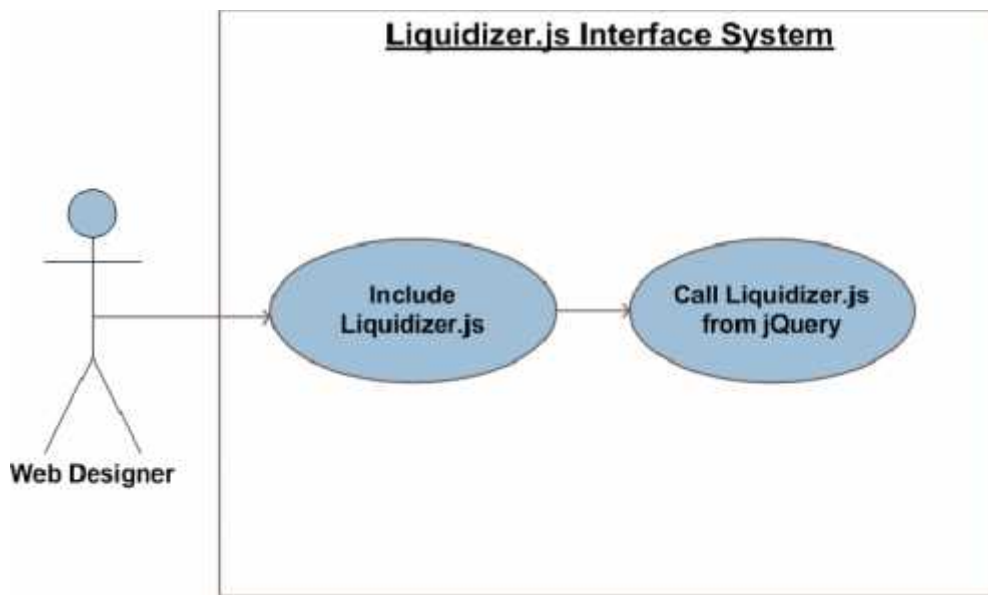 Liquidizer.js Interface System
Include
Liquidizer.js
Call Liquidizer.js
from jQuery
Web Designer